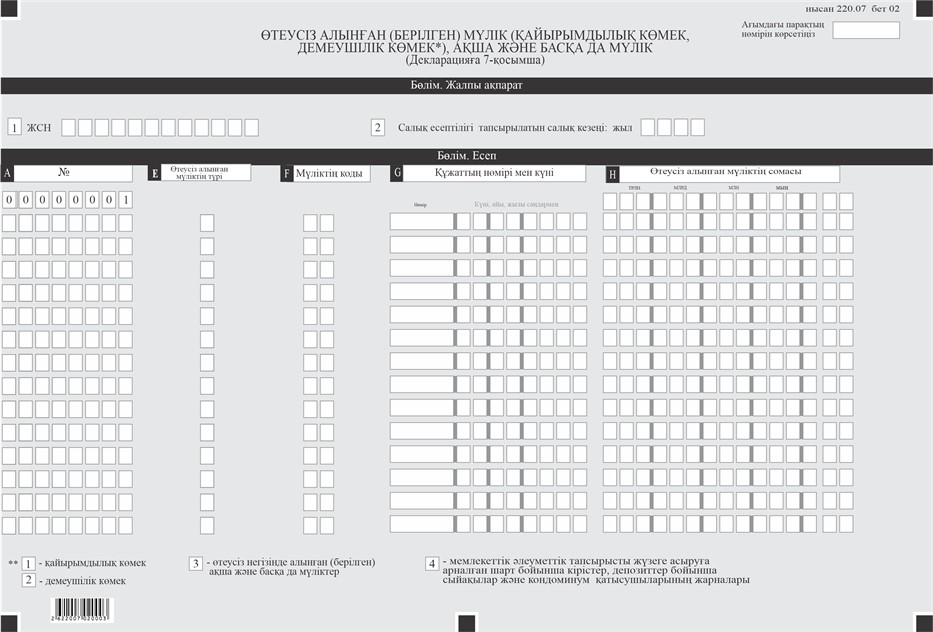 нысан 220.07 бет 02
Ағымдағы парақтың
нөмірін көрсетіңіз
ӨТЕУСІЗ АЛЫНҒАН (БЕРІЛГЕН) МҮЛІК (ҚАЙЫРЫМДЫЛЫҚ КӨМЕК,
ДЕМЕУШІЛІК КӨМЕК*), АҚША ЖӘНЕ БАСҚА ДА МҮЛІК
(Декларацияға 7-қосымша)
Бөлім. Жалпы ақпарат
1 ЖСН
2 Салық есептілігі тапсырылатын салық кезеңі: жыл
Бөлім. Есеп
A №
E Өтеусіз алынған
мүліктің түрі
F Мүліктің коды
G Құжаттың нөмірі мен күні
H Өтеусіз алынған мүліктің сомасы
трлн млрд млн мың
0 0 0 0 0 0 0 1
Нөмір Күні, айы, жылы сандармен
** 1 - қайырымдылық көмек
2 - демеушілік көмек
3 - өтеусіз негізінде алынған (берілген)
ақша және басқа да мүліктер
4 - мемлекеттік әлеуметтік тапсырысты жүзеге асыруға
арналған шарт бойынша кірістер, депозиттер бойынша
сыйақылар және кондоминум қатысушыларының жарналары